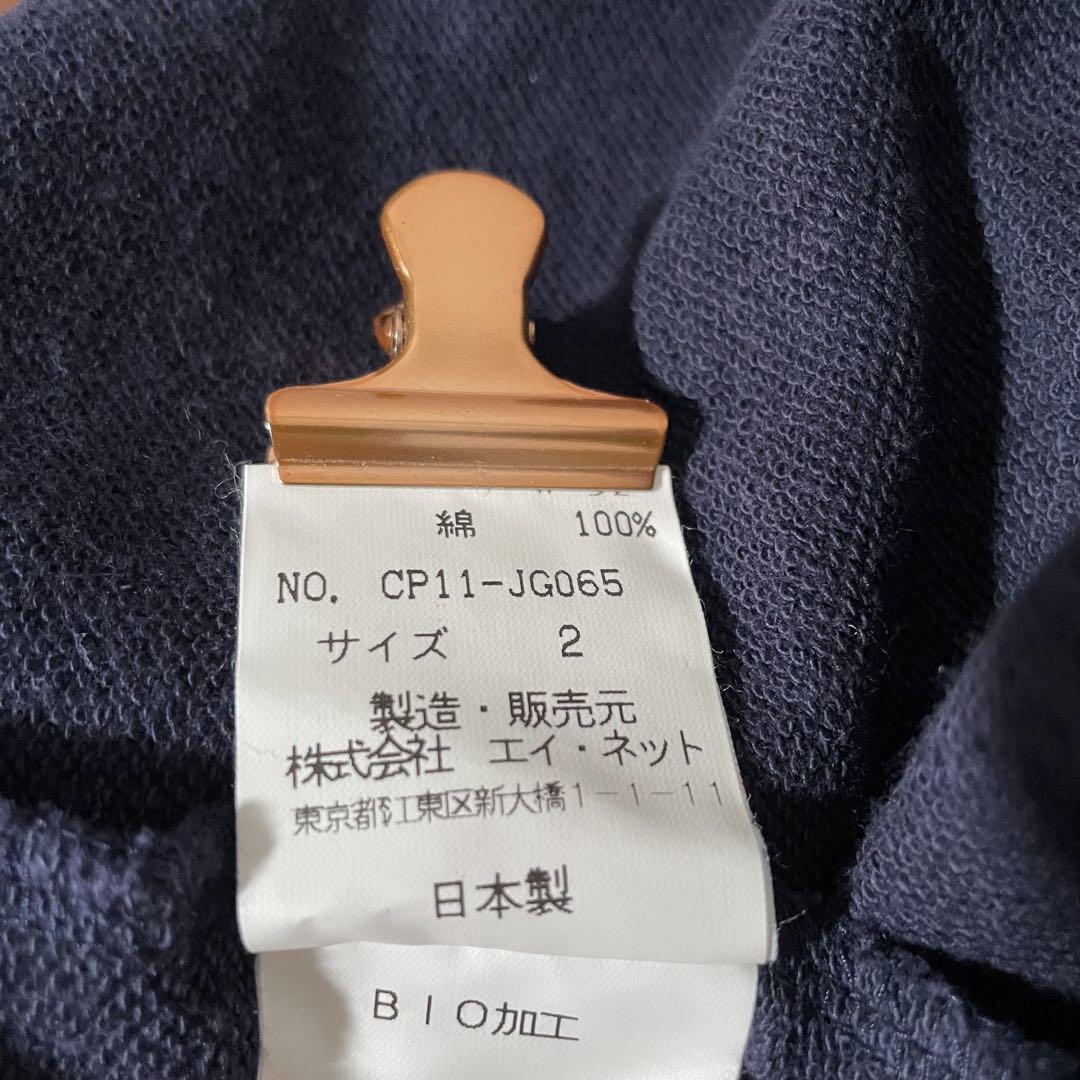 綿 100%
NO. CP11-JG065
サイズ 2
製造・販売元
株式会社 エイ・ネット
東京都江東区新大橋1-1-11
日本製
BIO加工